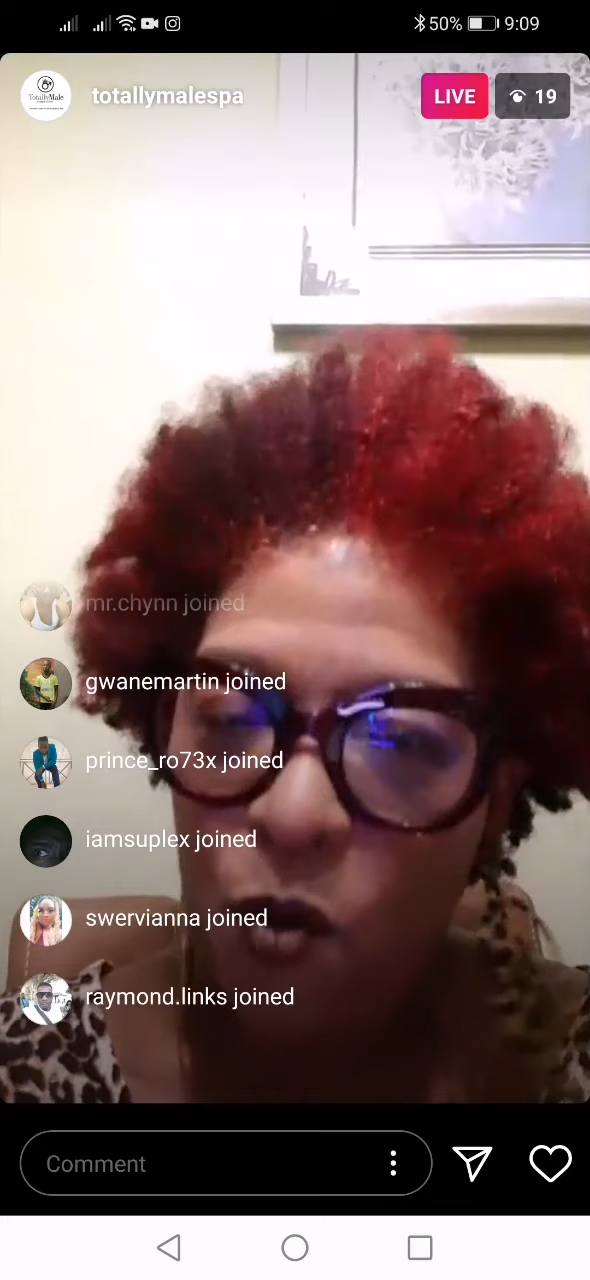 50% 9:09
TotallyMale
totallymalespa
LIVE
19
mr.chynn joined
gwanemartin joined
prince_ro73x joined
iamsuplex joined
swervianna joined
raymond.links joined
Comment